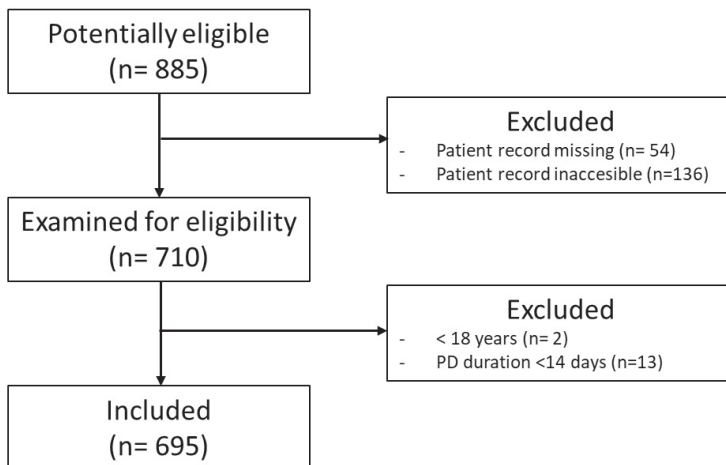 Potentially eligible
(n= 885)
Excluded
- Patient record missing (n= 54)
- Patient record inaccesible (n=136)
Examined for eligibility
(n= 710)
Excluded
- < 18 years (n= 2)
- PD duration <14 days (n=13)
Included
(n= 695)